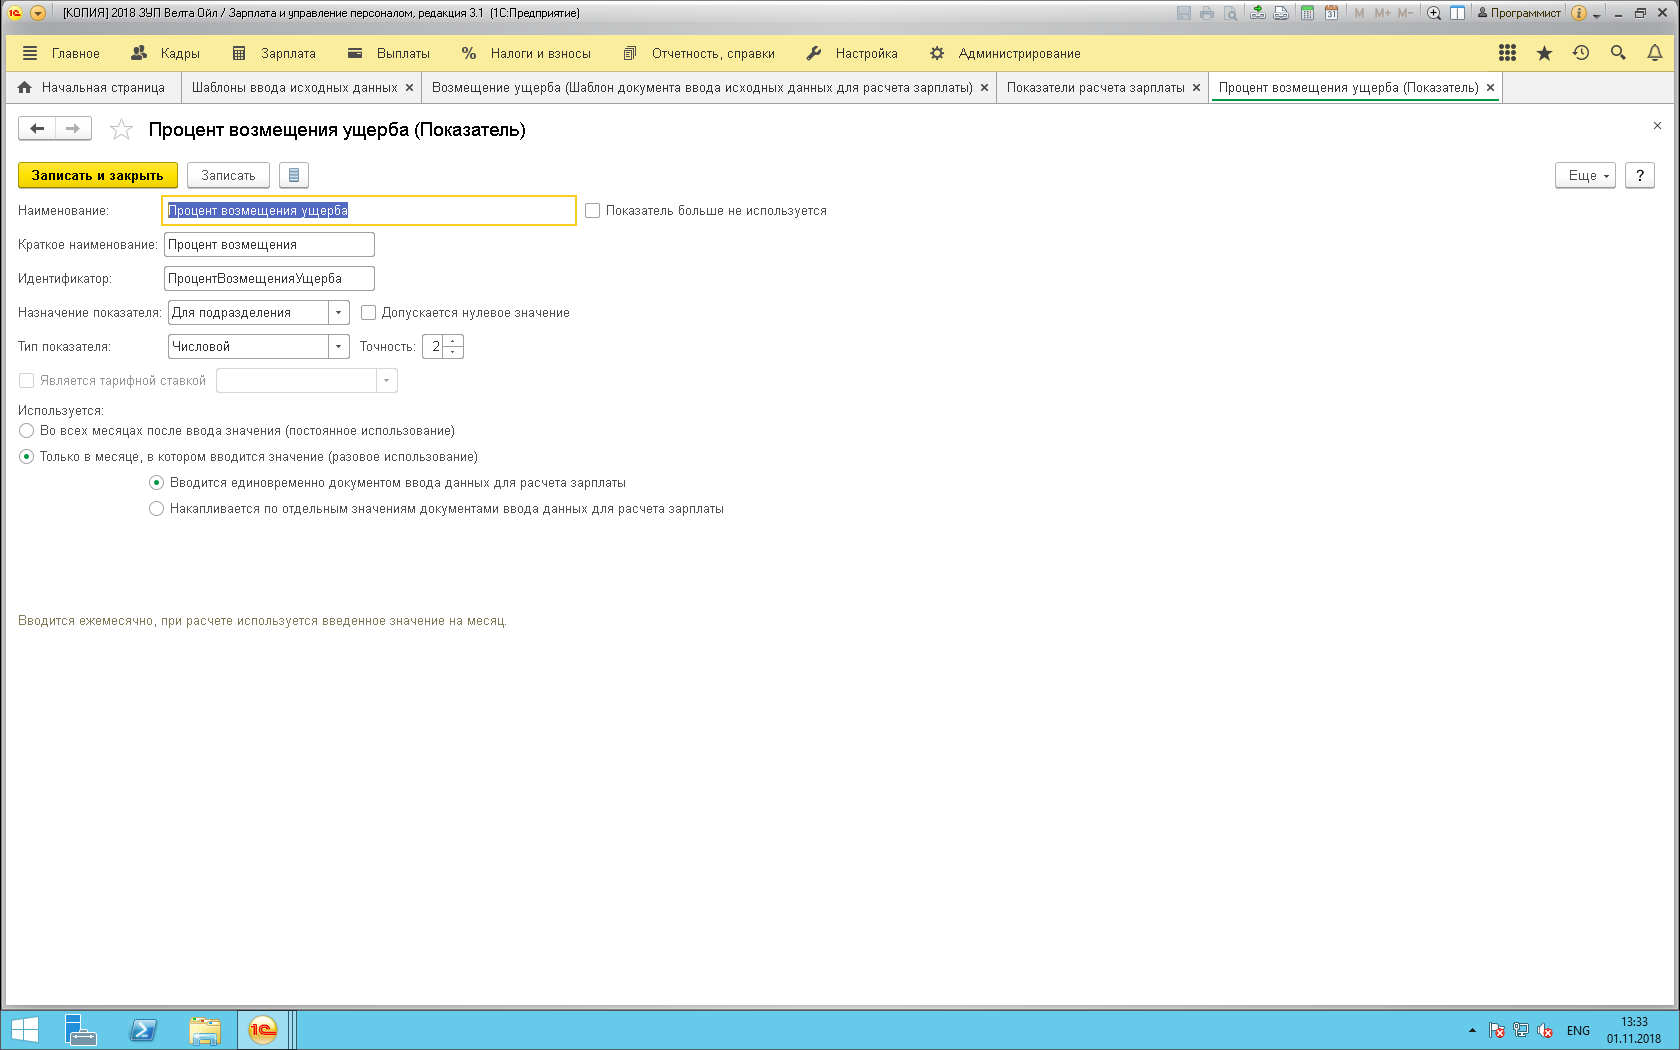 [КОПИЯ] 2018 ЗУП Велта Ойл / Зарплата и управление персоналом, редакция 3.1 (1С:Предприятие)
M M+ M- Программист
Главное Кадры Зарплата Выплаты Налоги и взносы Отчетность, справки Настройка Администрирование
Начальная страница Шаблоны ввода исходных данных × Возмещение ущерба (Шаблон документа ввода исходных данных для расчета зарплаты) × Показатели расчета зарплаты × Процент возмещения ущерба (Показатель) ×
Процент возмещения ущерба (Показатель)
Записать и закрыть Записать Еще ?
Наименование: Процент возмещения ущерба Показатель больше не используется
Краткое наименование: Процент возмещения
Идентификатор: ПроцентВозмещенияУщерба
Назначение показателя: Для подразделения Допускается нулевое значение
Тип показателя: Числовой Точность: 2
Является тарифной ставкой
Используется:
Во всех месяцах после ввода значения (постоянное использование)
Только в месяце, в котором вводится значение (разовое использование)
Вводится единовременно документом ввода данных для расчета зарплаты
Накапливается по отдельным значениям документами ввода данных для расчета зарплаты
Вводится ежемесячно, при расчете используется введенное значение на месяц.
ENG
13:33
01.11.2018